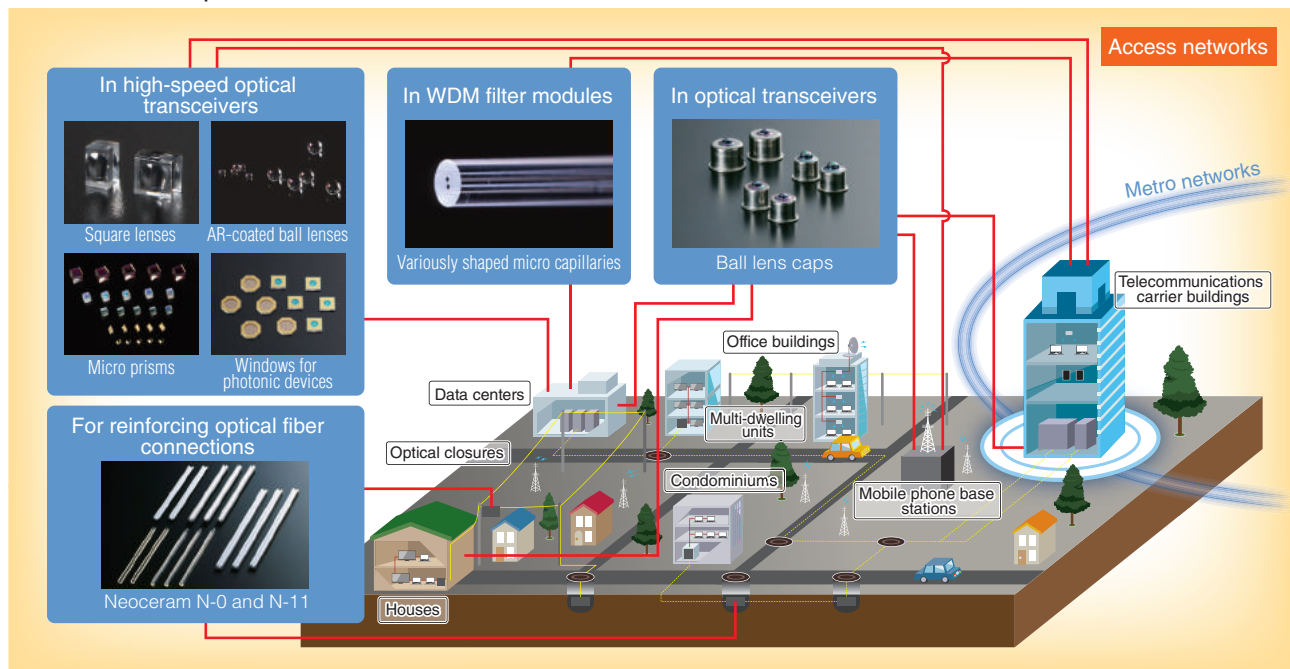 Access networks
In high-speed optical
transceivers
Square lenses
AR-coated ball lenses
Micro prisms
Windows for
photonic devices
In WDM filter modules
Variously shaped micro capillaries
In optical transceivers
Ball lens caps
Metro networks
Telecommunications
carrier buildings
Office buildings
Data centers
Multi-dwelling
units
Optical closures
Condominiums
Mobile phone base
stations
For reinforcing optical fiber
connections
Neoceram N-0 and N-11
Houses